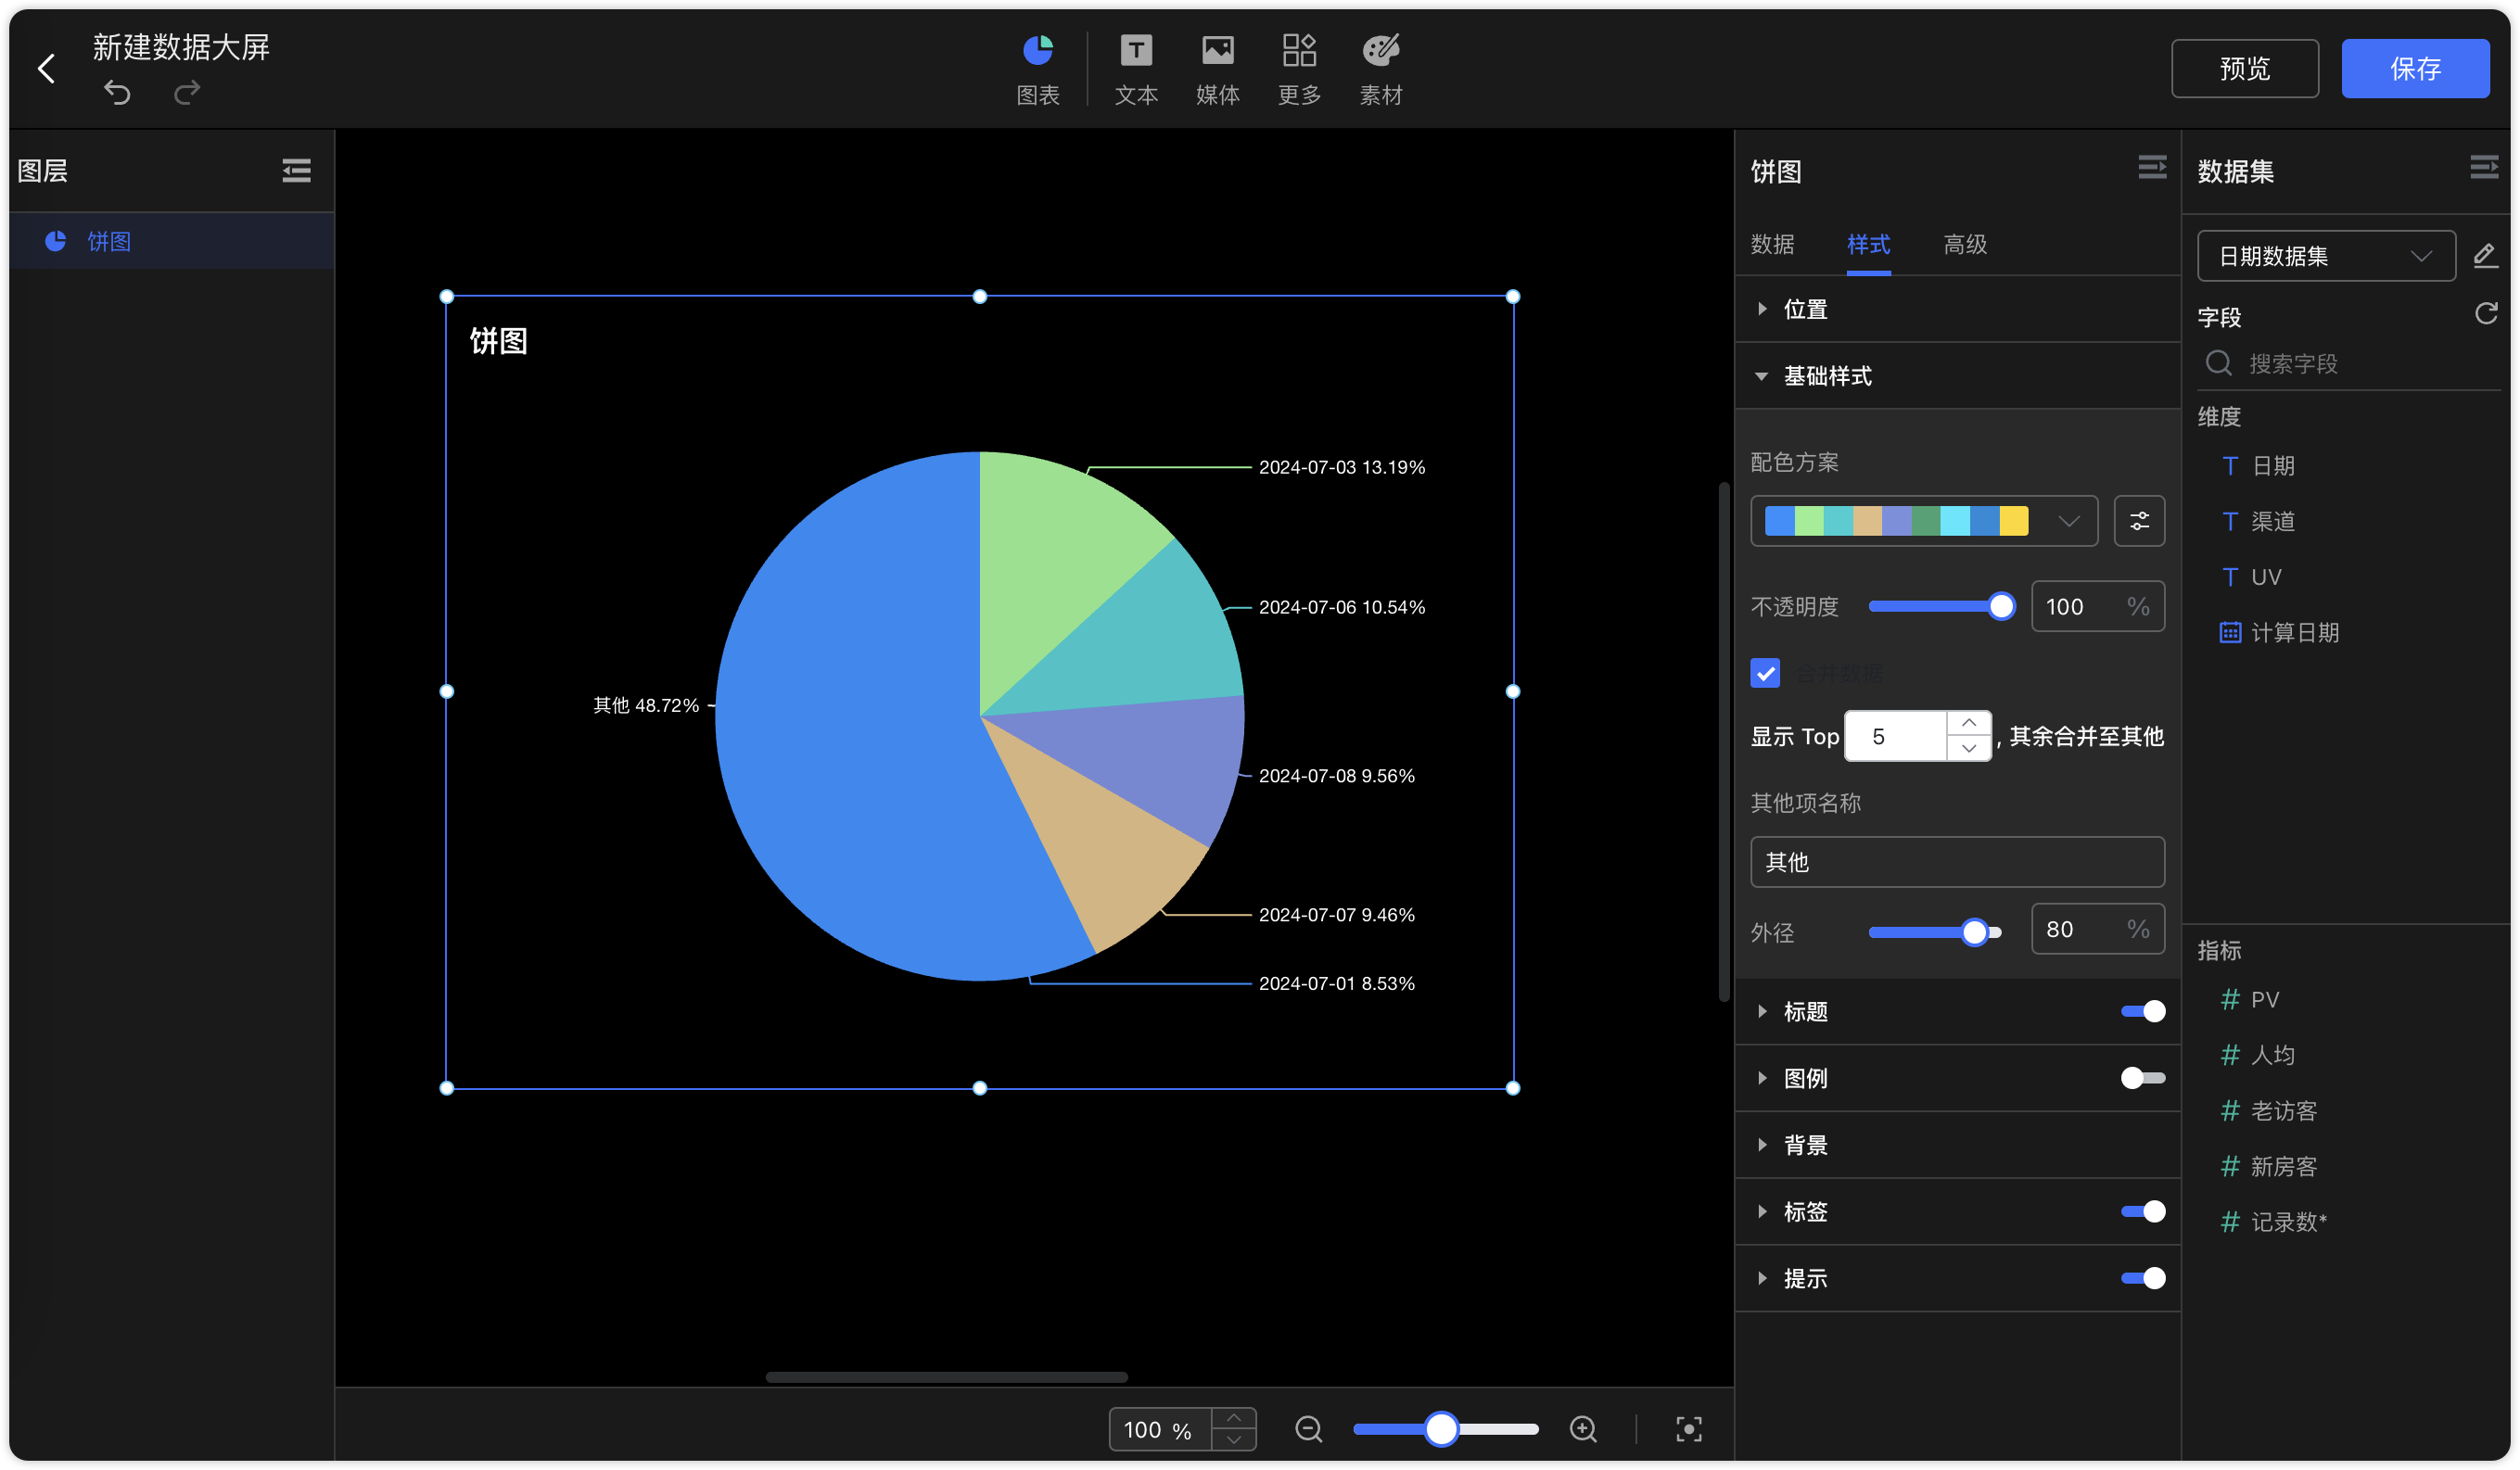 新建数据大屏
图表
文本
媒体
更多
素材
预览
保存
图层
饼图
饼图
2024-07-03 13.19%
2024-07-06 10.54%
其他 48.72%
2024-07-08 9.56%
2024-07-07 9.46%
2024-07-01 8.53%
100 %
饼图
数据 样式 高级
位置
基础样式
配色方案
不透明度 100 %
合并数据
显示 Top 5 , 其余合并至其他
其他项名称
其他
外径 80 %
标题
图例
背景
标签
提示
数据集
日期数据集
字段
搜索字段
维度
T 日期
T 渠道
T UV
计算日期
指标
# PV
# 人均
# 老访客
# 新房客
# 记录数*